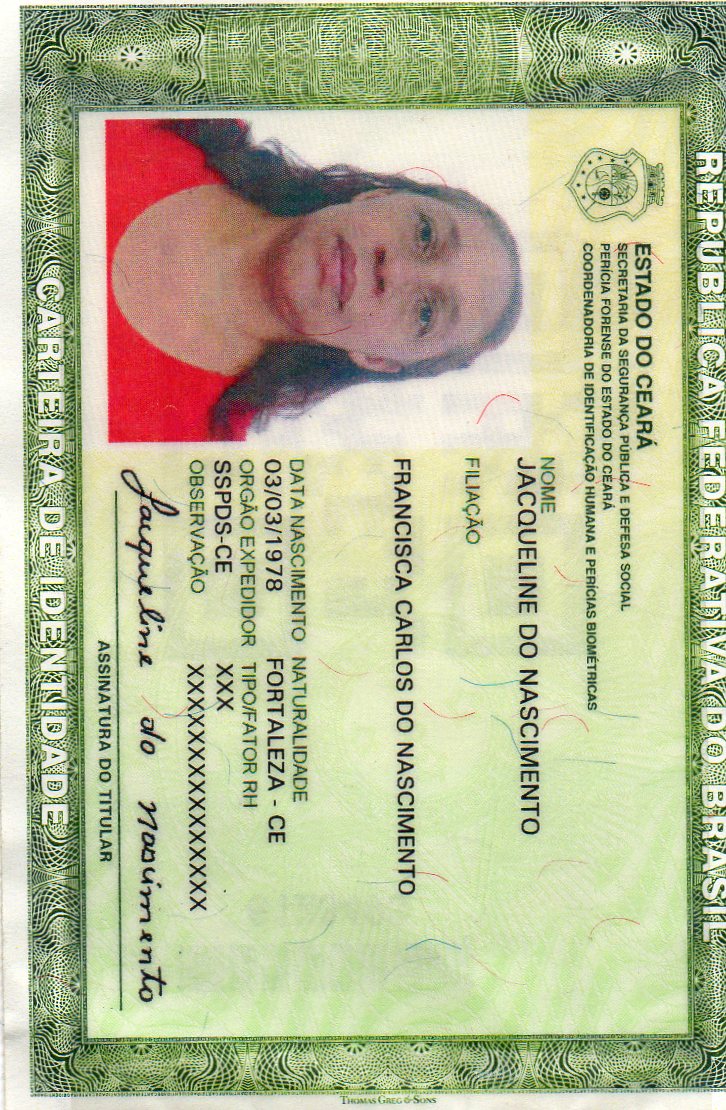 REPÚBLICA FEDERATIVA DO BRASIL
ESTADO DO CEARÁ
SECRETARIA DA SEGURANÇA PÚBLICA E DEFESA SOCIAL
PERÍCIA FORENSE DO ESTADO DO CEARÁ
COORDENADORIA DE IDENTIFICAÇÃO HUMANA E PERÍCIAS BIOMÉTRICAS
NOME
JACQUELINE DO NASCIMENTO
FILIAÇÃO
FRANCISCA CARLOS DO NASCIMENTO
DATA NASCIMENTO NATURALIDADE
03/03/1978 FORTALEZA - CE
ORGÃO EXPEDIDOR TIPO/FATOR RH
SSPDS-CE XXX
OBSERVAÇÃO XXXXXXXXXXXXXXXX
Jacqueline do nascimento
ASSINATURA DO TITULAR
CARTEIRA DE IDENTIDADE
THOMAS GREG & SONS